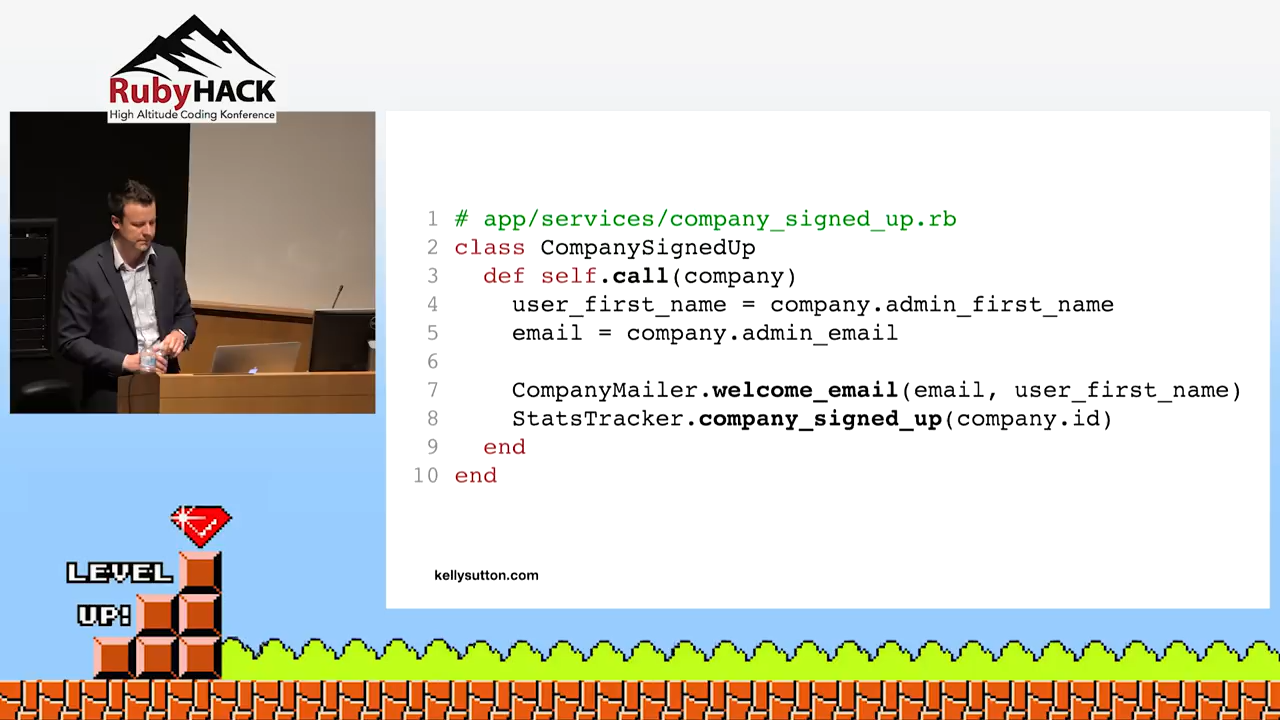 RubyHACK
High Altitude Coding Konference
1 # app/services/company_signed_up.rb
2 class CompanySignedUp
3   def self.call(company)
4     user_first_name = company.admin_first_name
5     email = company.admin_email
6
7     CompanyMailer.welcome_email(email, user_first_name)
8     StatsTracker.company_signed_up(company.id)
9   end
10 end
kellysutton.com
LEVEL
UP!